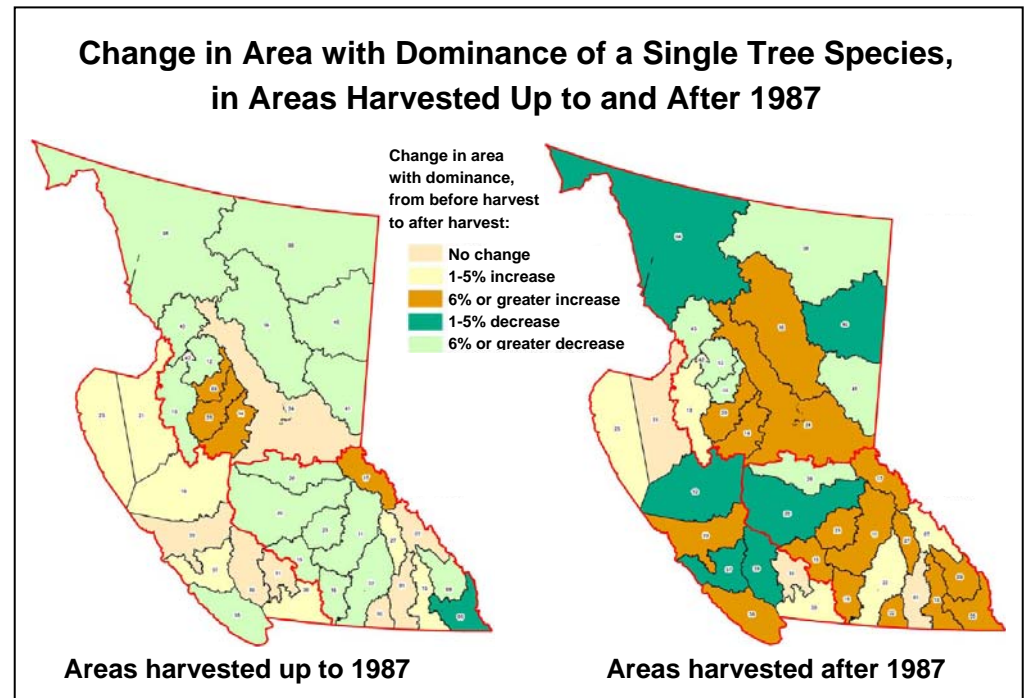 Change in Area with Dominance of a Single Tree Species,
in Areas Harvested Up to and After 1987
Change in area
with dominance,
from before harvest
to after harvest:
No change
1-5% increase
6% or greater increase
1-5% decrease
6% or greater decrease
Areas harvested up to 1987
Areas harvested after 1987